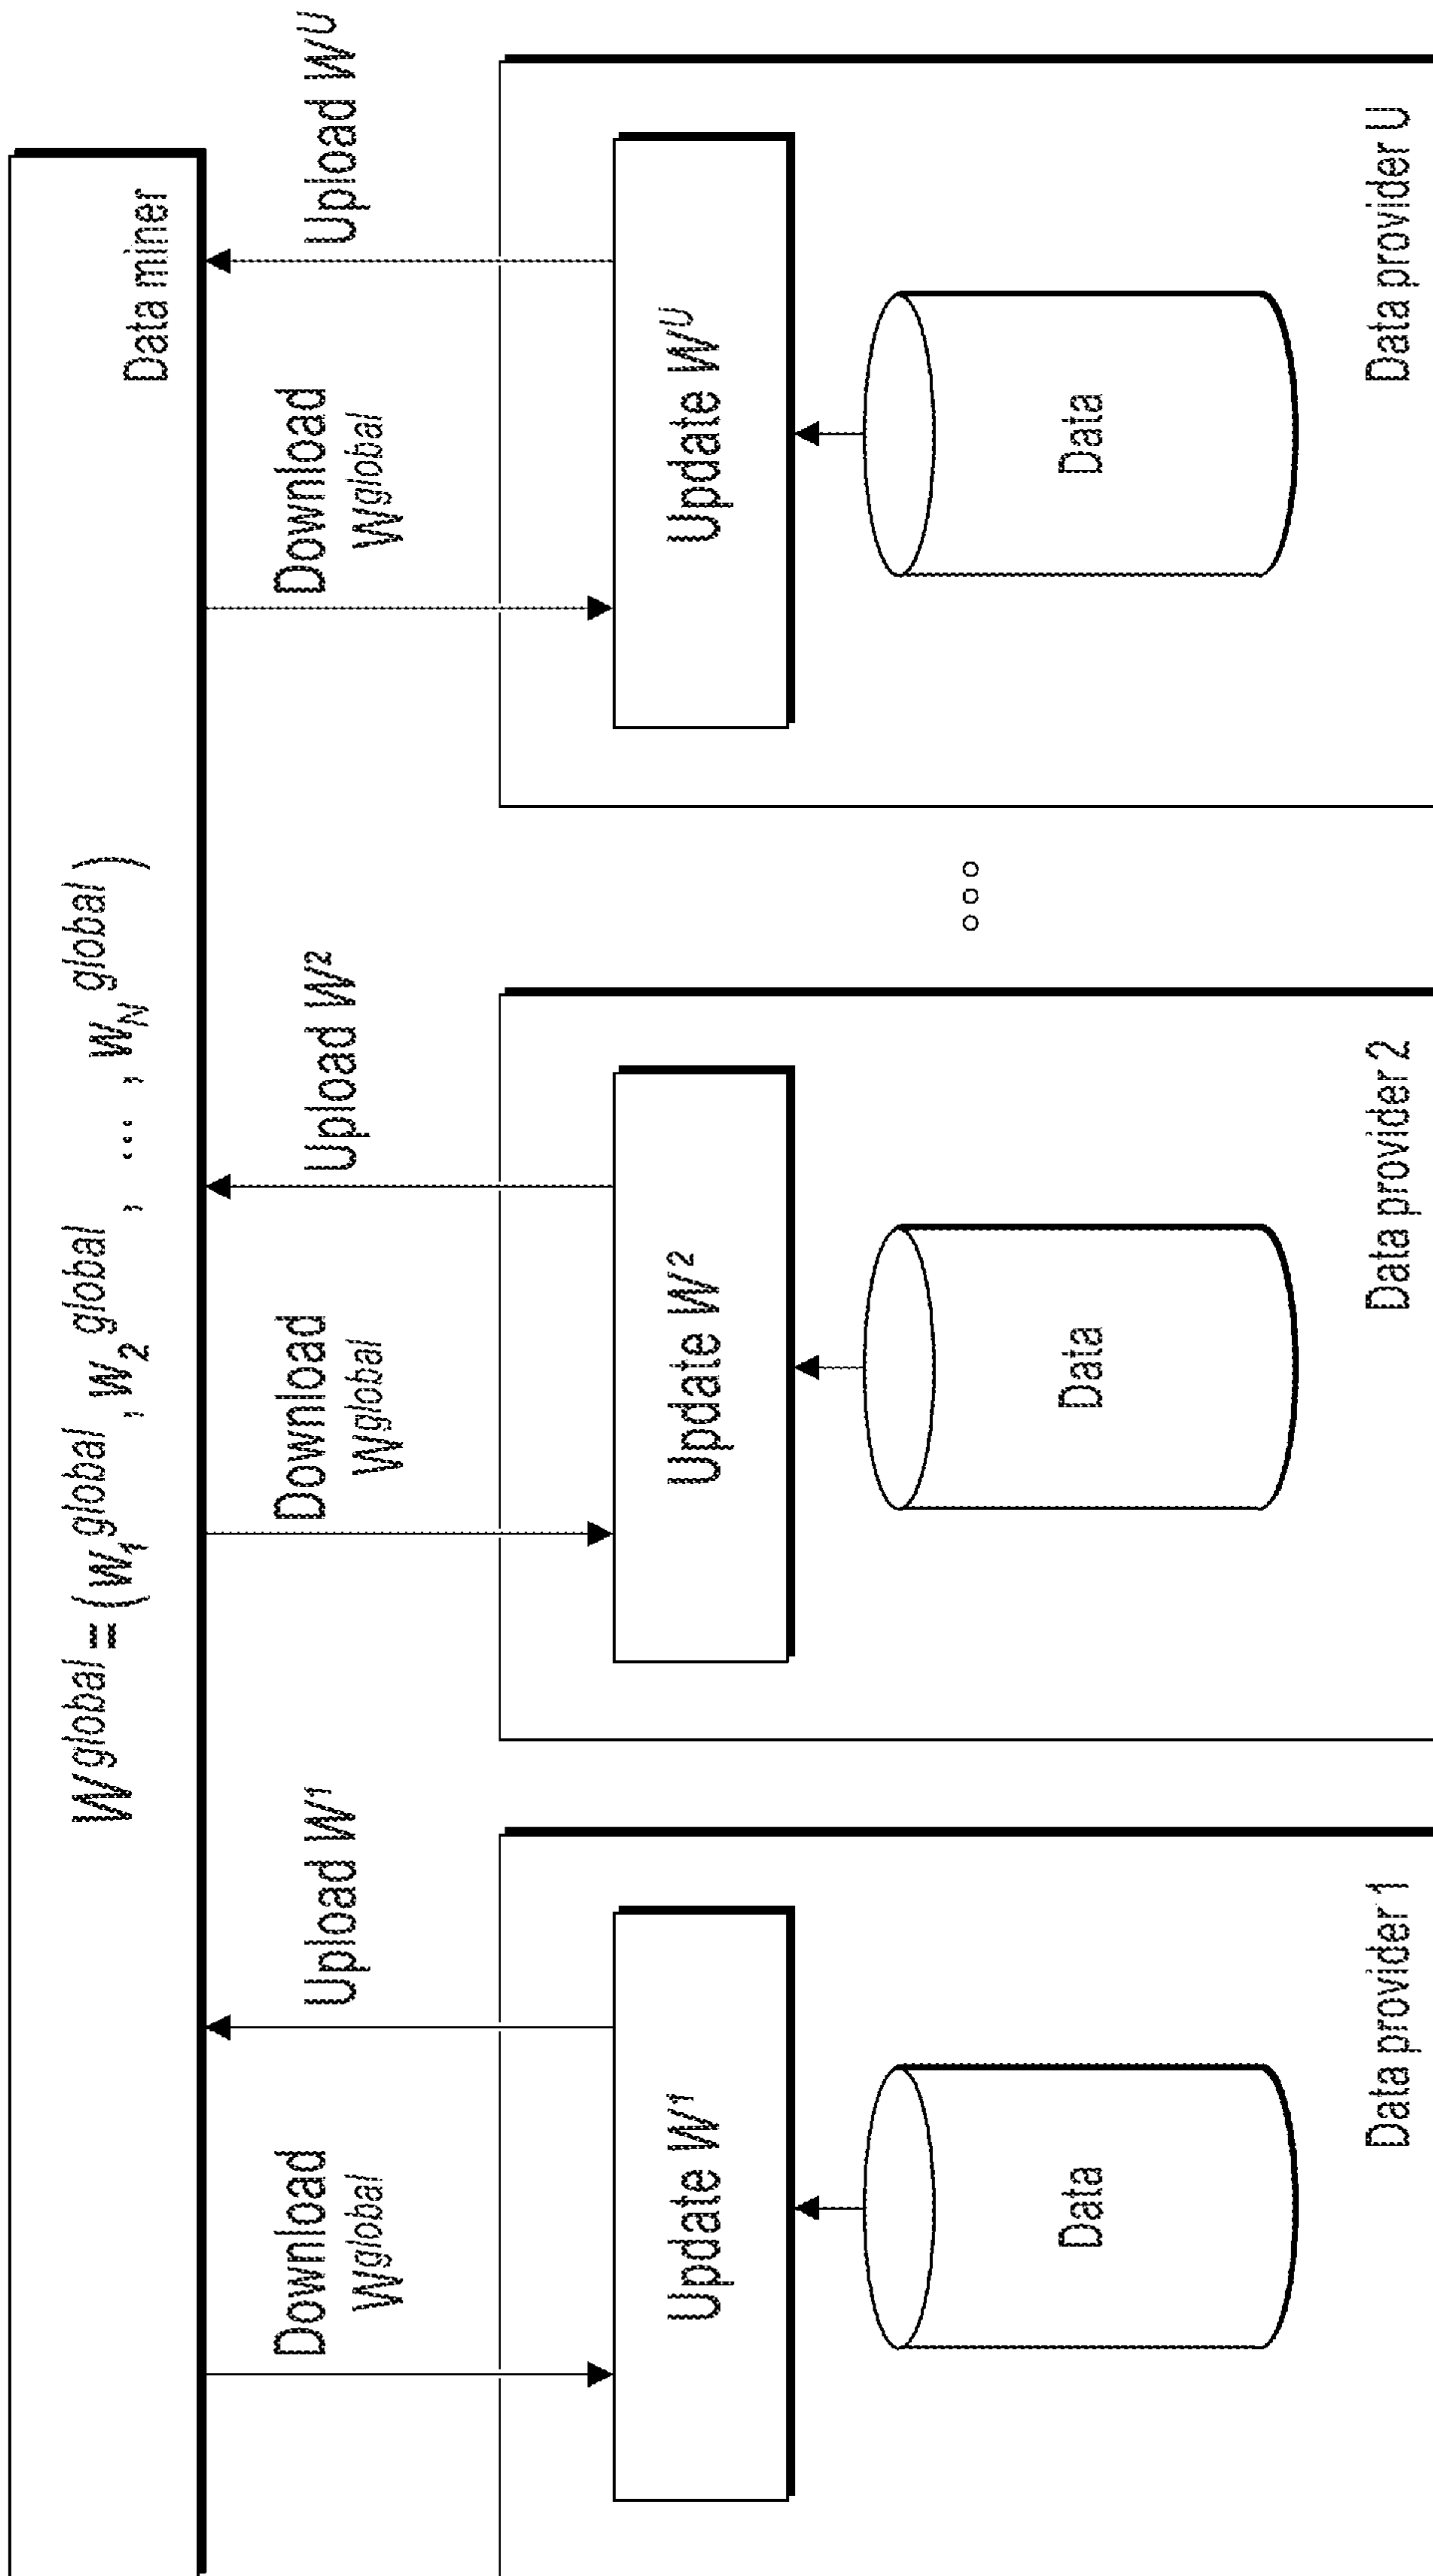 W^global = ( w_1^global , w_2^global , ... , w_N^global )
Data miner
Download
W^global
Upload W^1
Download
W^global
Upload W^2
Download
W^global
Upload W^U
Update W^1
Update W^2
Update W^U
Data
Data
Data
Data provider 1
Data provider 2
Data provider U